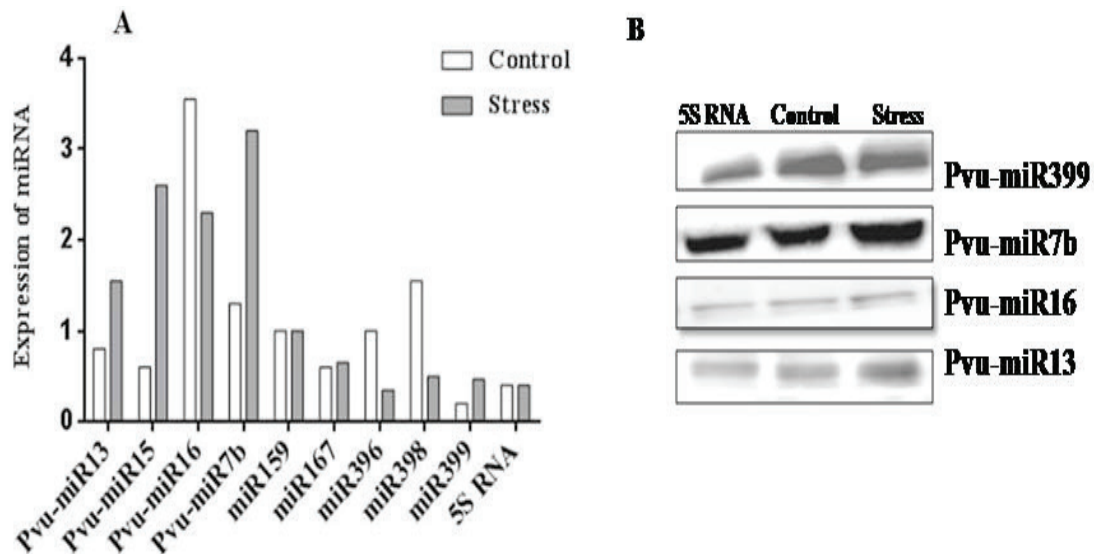 A
4
3
2
1
0
Expression of miRNA
Control
Stress
Pvu-miR13
Pvu-miR15
Pvu-miR16
Pvu-miR7b
miR159
miR167
miR396
miR398
miR399
5S RNA
B
5S RNA Control Stress
Pvu-miR399
Pvu-miR7b
Pvu-miR16
Pvu-miR13